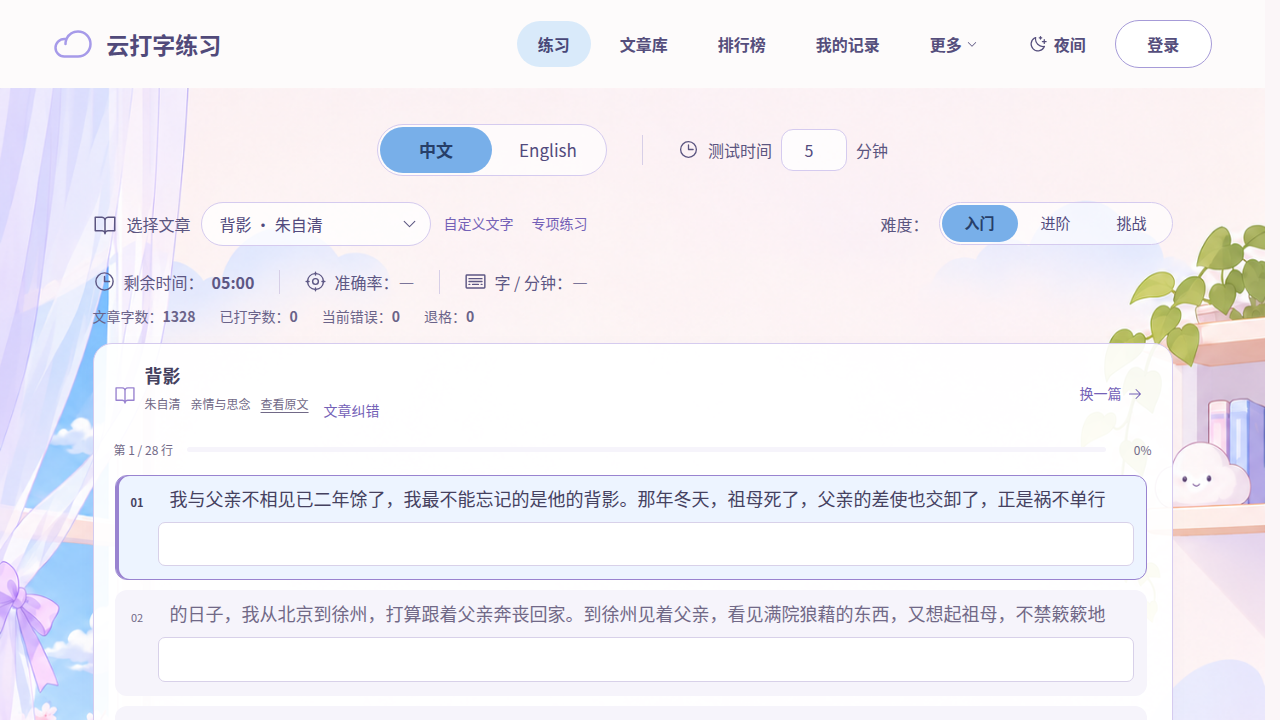 云打字练习
练习 文章库 排行榜 我的记录 更多 夜间 登录
中文 English 测试时间 5 分钟
选择文章 背影 · 朱自清 自定义文字 专项练习 难度： 入门 进阶 挑战
剩余时间： 05:00 准确率：— 字 / 分钟：—
文章字数：1328 已打字数：0 当前错误：0 退格：0
背影
朱自清 亲情与思念 查看原文 文章纠错
换一篇 →
第 1 / 28 行 0%
01 我与父亲不相见已二年馀了，我最不能忘记的是他的背影。那年冬天，祖母死了，父亲的差使也交卸了，正是祸不单行
02 的日子，我从北京到徐州，打算跟着父亲奔丧回家。到徐州见着父亲，看见满院狼藉的东西，又想起祖母，不禁簌簌地